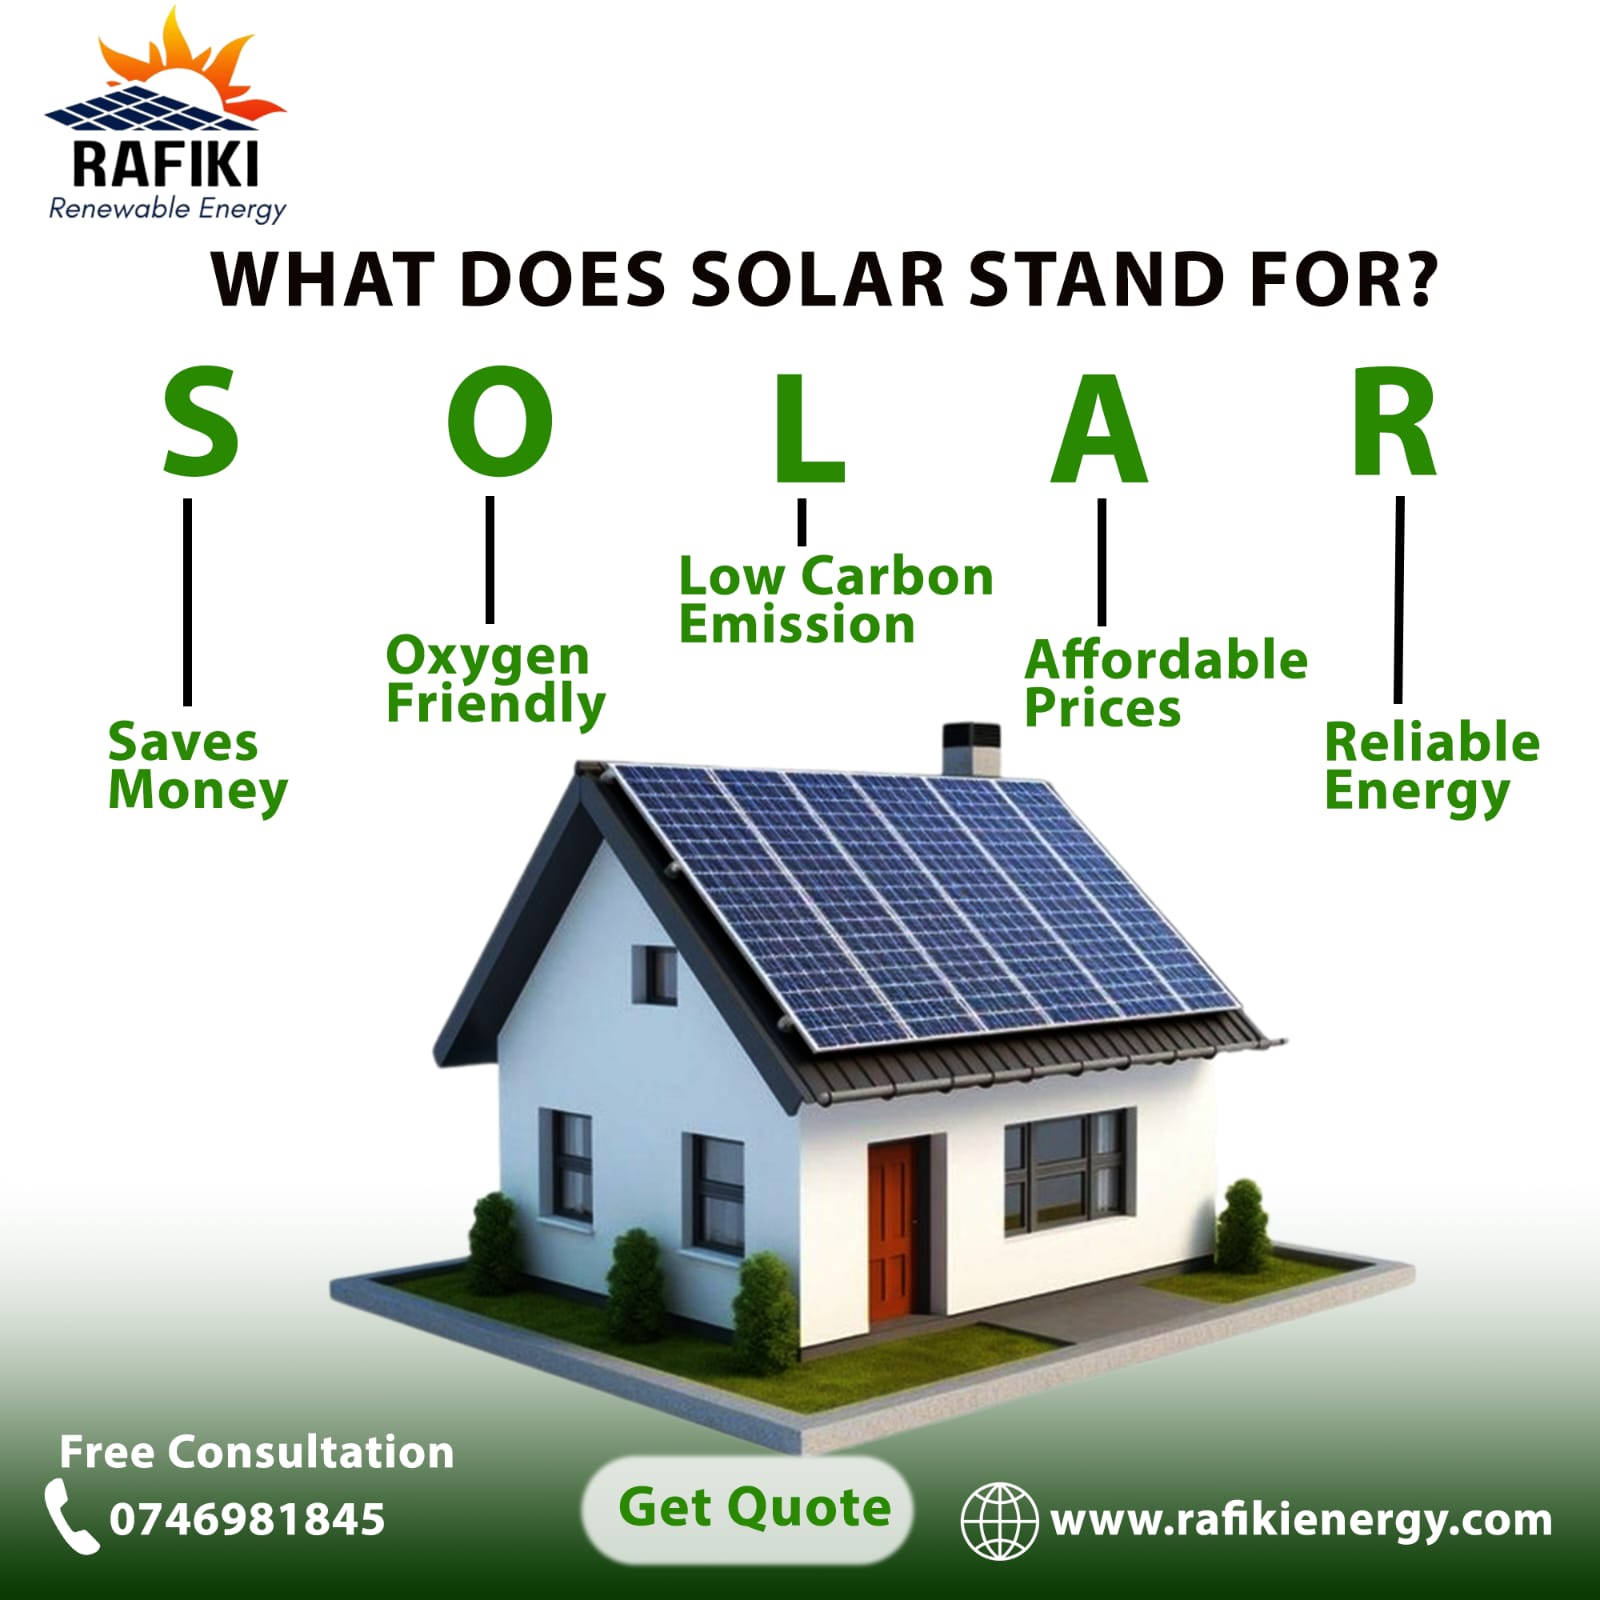 RAFIKI
Renewable Energy
WHAT DOES SOLAR STAND FOR?
S O L A R
Saves
Money
Oxygen
Friendly
Low Carbon
Emission
Affordable
Prices
Reliable
Energy
Free Consultation
0746981845
Get Quote
www.rafikienergy.com